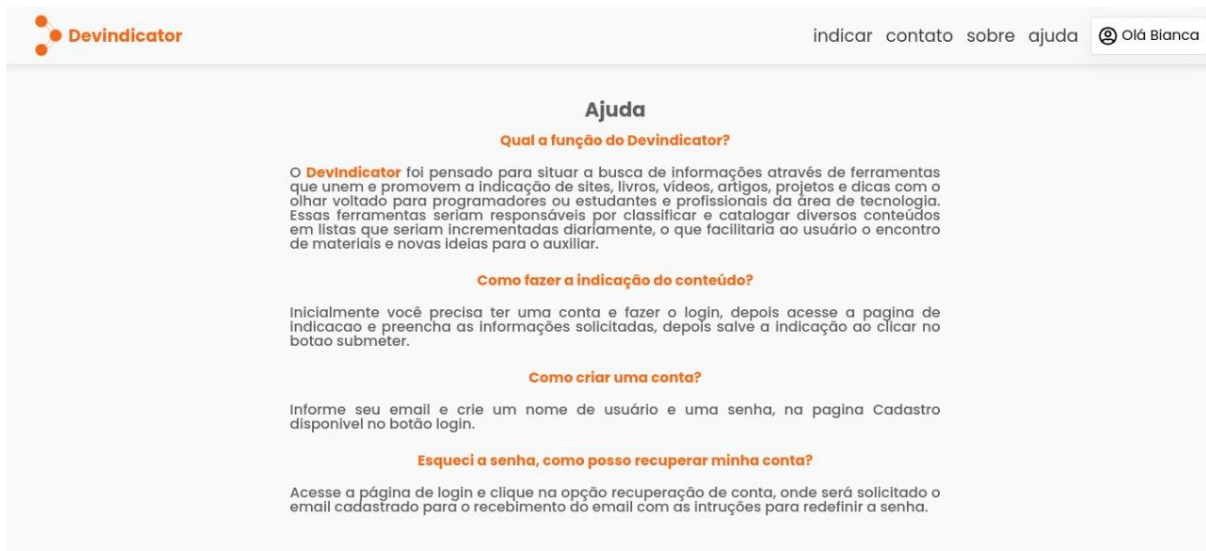 Devindicator
indicar contato sobre ajuda Olá Bianca
Ajuda
Qual a função do Devindicator?
O DevIndicator foi pensado para situar a busca de informações através de ferramentas
que unem e promovem a indicação de sites, livros, vídeos, artigos, projetos e dicas com o
olhar voltado para programadores ou estudantes e profissionais da área de tecnologia.
Essas ferramentas seriam responsáveis por classificar e catalogar diversos conteúdos
em listas que seriam incrementadas diariamente, o que facilitaria ao usuário o encontro
de materiais e novas ideias para o auxiliar.
Como fazer a indicação do conteúdo?
Inicialmente você precisa ter uma conta e fazer o login, depois acesse a pagina de
indicacao e preencha as informações solicitadas, depois salve a indicação ao clicar no
botao submeter.
Como criar uma conta?
Informe seu email e crie um nome de usuário e uma senha, na pagina Cadastro
disponivel no botão login.
Esqueci a senha, como posso recuperar minha conta?
Acesse a página de login e clique na opção recuperação de conta, onde será solicitado o
email cadastrado para o recebimento do email com as intruções para redefinir a senha.